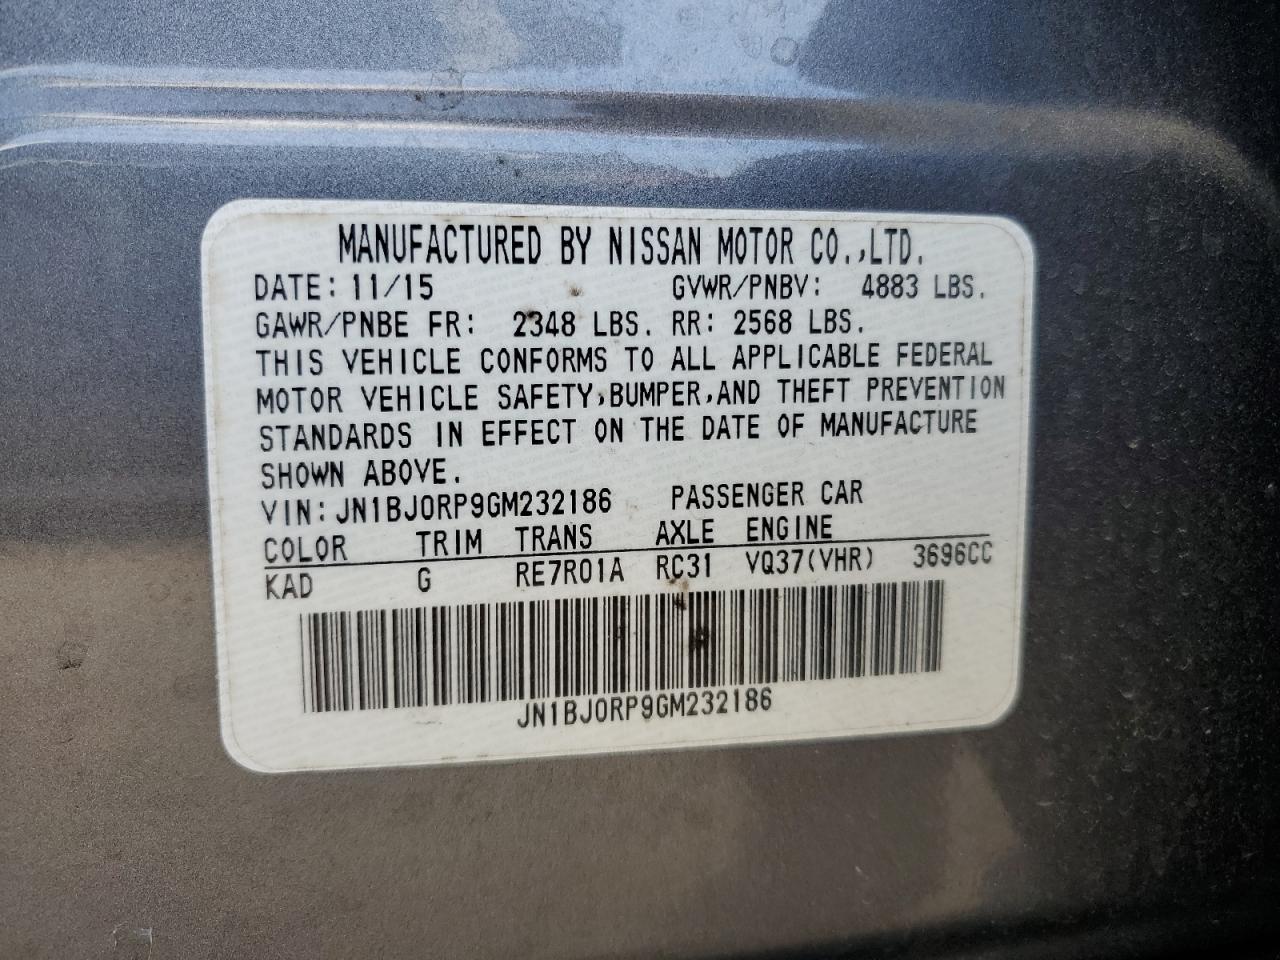 MANUFACTURED BY NISSAN MOTOR CO.,LTD.
DATE: 11/15 GVWR/PNBV: 4883 LBS.
GAWR/PNBE FR: 2348 LBS. RR: 2568 LBS.
THIS VEHICLE CONFORMS TO ALL APPLICABLE FEDERAL
MOTOR VEHICLE SAFETY,BUMPER,AND THEFT PREVENTION
STANDARDS IN EFFECT ON THE DATE OF MANUFACTURE
SHOWN ABOVE.
VIN: JN1BJ0RP9GM232186 PASSENGER CAR
COLOR TRIM TRANS AXLE ENGINE
KAD G RE7R01A RC31 VQ37(VHR) 3696CC
JN1BJ0RP9GM232186